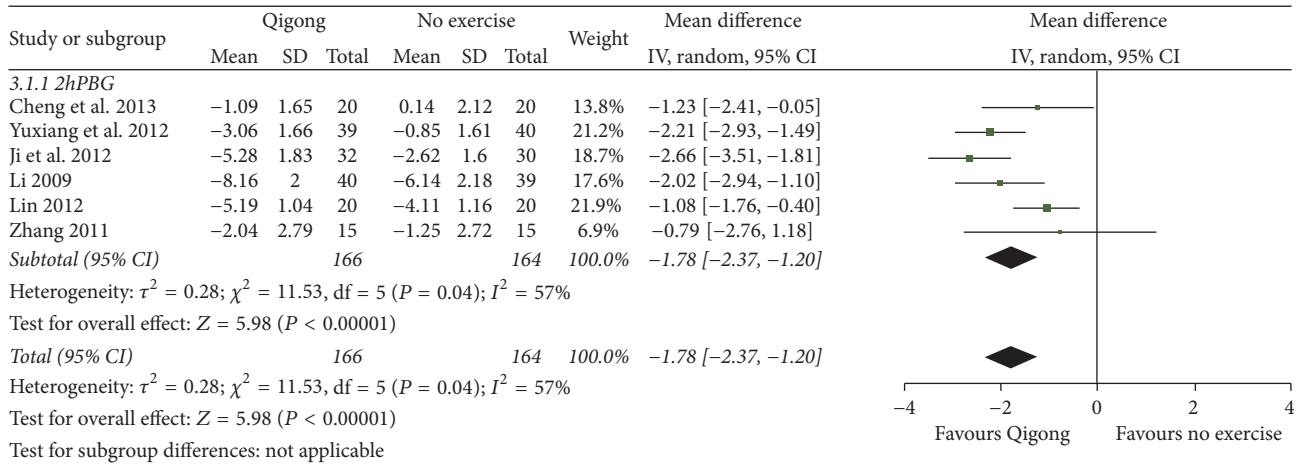 Study or subgroup Qigong No exercise Weight Mean difference Mean difference
Mean SD Total Mean SD Total IV, random, 95% CI IV, random, 95% CI
3.1.1 2hPBG
Cheng et al. 2013 −1.09 1.65 20 0.14 2.12 20 13.8% −1.23 [−2.41, −0.05]
Yuxiang et al. 2012 −3.06 1.66 39 −0.85 1.61 40 21.2% −2.21 [−2.93, −1.49]
Ji et al. 2012 −5.28 1.83 32 −2.62 1.6 30 18.7% −2.66 [−3.51, −1.81]
Li 2009 −8.16 2 40 −6.14 2.18 39 17.6% −2.02 [−2.94, −1.10]
Lin 2012 −5.19 1.04 20 −4.11 1.16 20 21.9% −1.08 [−1.76, −0.40]
Zhang 2011 −2.04 2.79 15 −1.25 2.72 15 6.9% −0.79 [−2.76, 1.18]
Subtotal (95% CI) 166 164 100.0% −1.78 [−2.37, −1.20]
Heterogeneity: τ² = 0.28; χ² = 11.53, df = 5 (P = 0.04); I² = 57%
Test for overall effect: Z = 5.98 (P < 0.00001)
Total (95% CI) 166 164 100.0% −1.78 [−2.37, −1.20]
Heterogeneity: τ² = 0.28; χ² = 11.53, df = 5 (P = 0.04); I² = 57%
Test for overall effect: Z = 5.98 (P < 0.00001)
Test for subgroup differences: not applicable
−4 −2 0 2 4
Favours Qigong Favours no exercise